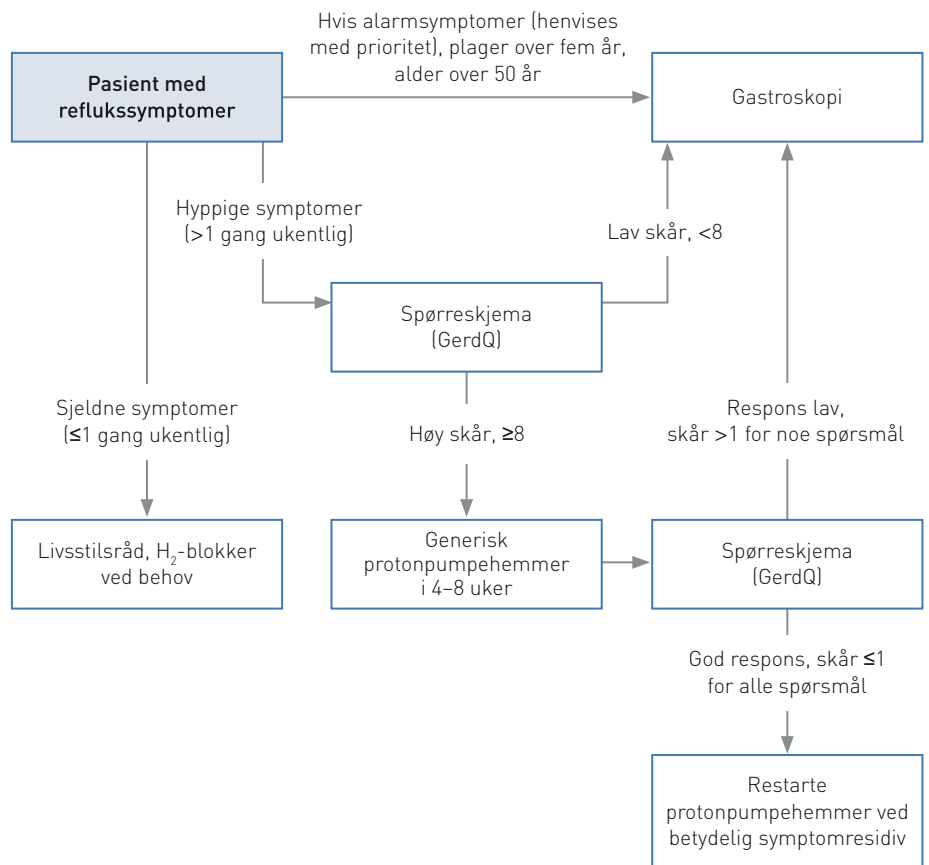 Hvis alarmsymptomer (henvises
med prioritet), plager over fem år,
alder over 50 år
Pasient med
reflukssymptomer
Gastroskopi
Hyppige symptomer
(>1 gang ukentlig)
Lav skår, <8
Spørreskjema
(GerdQ)
Sjeldne symptomer
(≤1 gang ukentlig)
Høy skår, ≥8
Respons lav,
skår >1 for noe spørsmål
Livsstilsråd, H₂-blokker
ved behov
Generisk
protonpumpehemmer
i 4–8 uker
Spørreskjema
(GerdQ)
God respons, skår ≤1
for alle spørsmål
Restarte
protonpumpehemmer ved
betydelig symptomresidiv